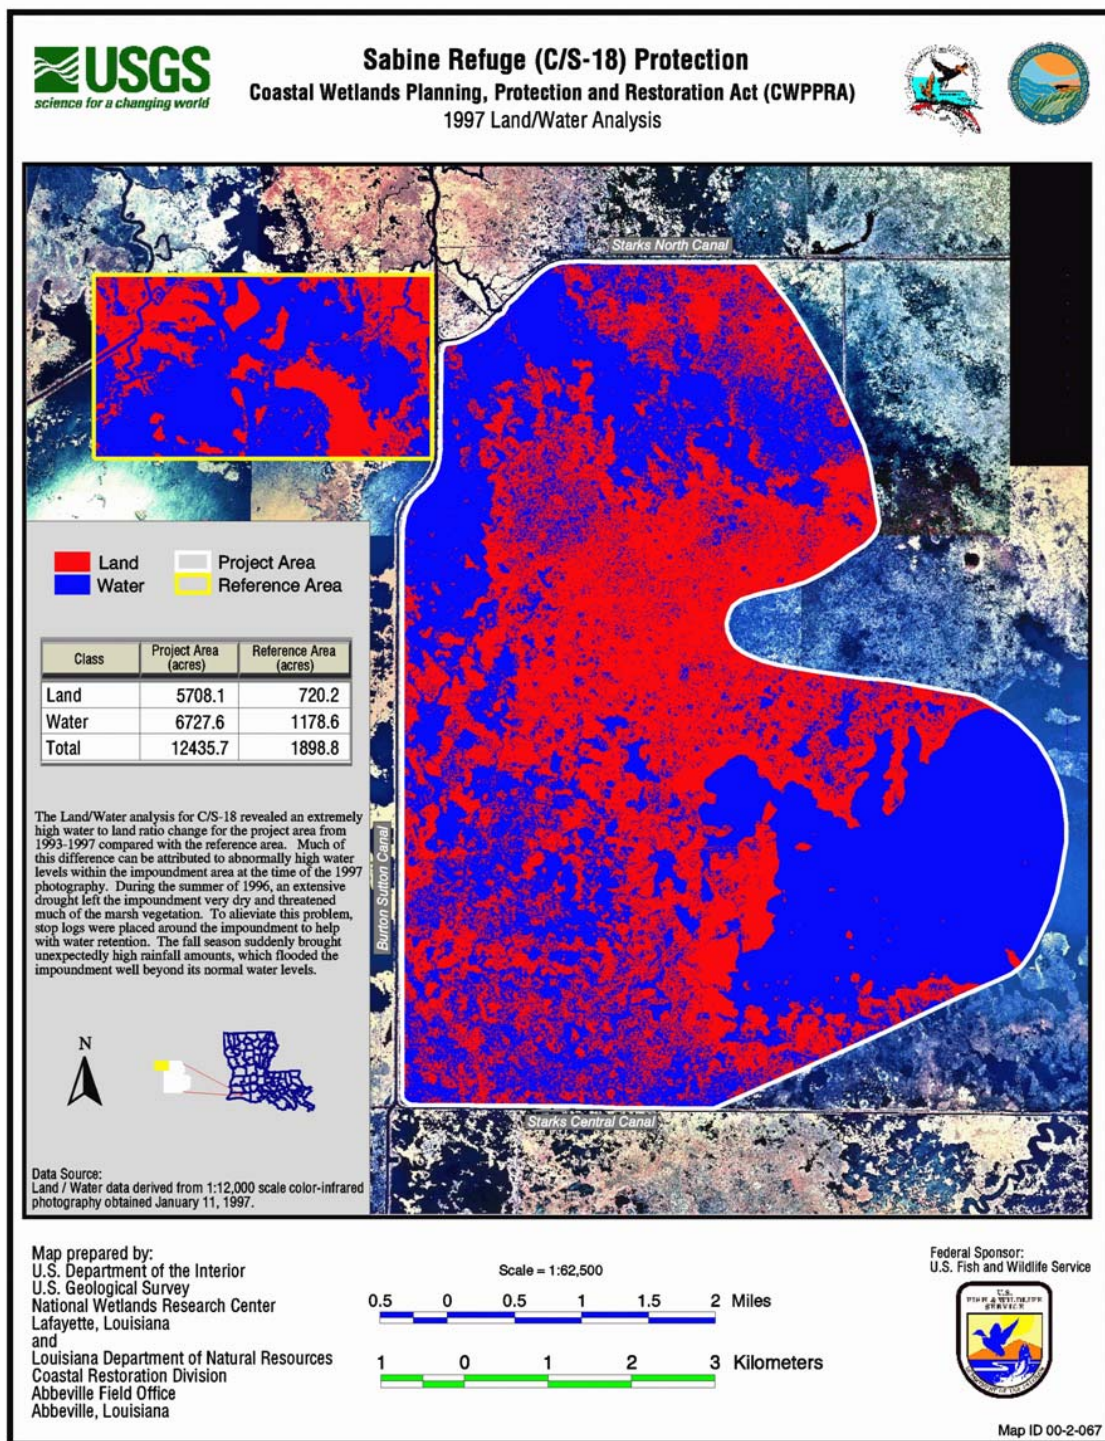 USGS
science for a changing world
Sabine Refuge (C/S-18) Protection
Coastal Wetlands Planning, Protection and Restoration Act (CWPPRA)
1997 Land/Water Analysis
Starks North Canal
Land
Water
Project Area
Reference Area
Class Project Area (acres) Reference Area (acres)
Land 5708.1 720.2
Water 6727.6 1178.6
Total 12435.7 1898.8
The Land/Water analysis for C/S-18 revealed an extremely
high water to land ratio change for the project area from
1993-1997 compared with the reference area. Much of
this difference can be attributed to abnormally high water
levels within the impoundment area at the time of the 1997
photography. During the summer of 1996, an extensive
drought left the impoundment very dry and threatened
much of the marsh vegetation. To alieviate this problem,
stop logs were placed around the impoundment to help
with water retention. The fall season suddenly brought
unexpectedly high rainfall amounts, which flooded the
impoundment well beyond its normal water levels.
Burton Sutton Canal
N
Starks Central Canal
Data Source:
Land / Water data derived from 1:12,000 scale color-infrared
photography obtained January 11, 1997.
Map prepared by:
U.S. Department of the Interior
U.S. Geological Survey
National Wetlands Research Center
Lafayette, Louisiana
and
Louisiana Department of Natural Resources
Coastal Restoration Division
Abbeville Field Office
Abbeville, Louisiana
Scale = 1:62,500
0.5 0 0.5 1 1.5 2 Miles
1 0 1 2 3 Kilometers
Federal Sponsor:
U.S. Fish and Wildlife Service
U.S.
FISH & WILDLIFE
SERVICE
DEPARTMENT OF THE INTERIOR
Map ID 00-2-067